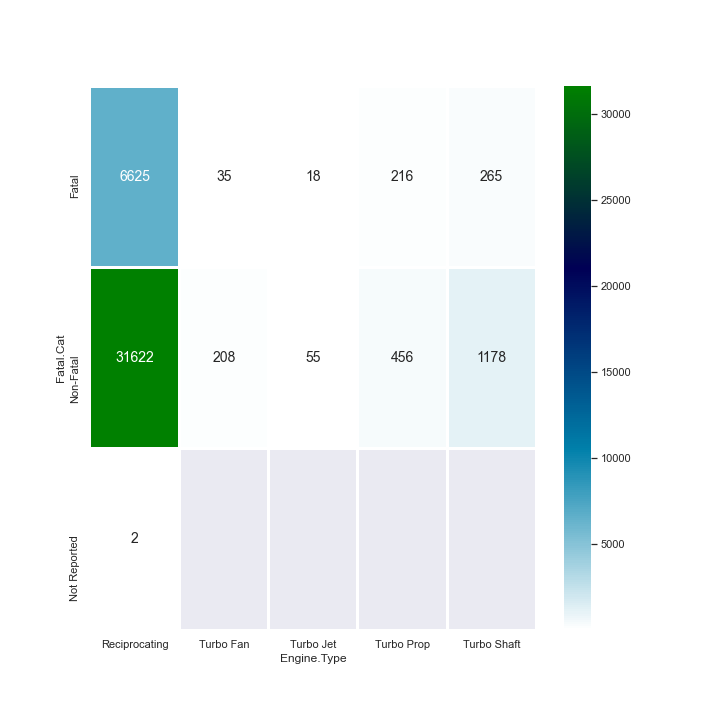 Fatal.Cat
Fatal
6625 35 18 216 265
Non-Fatal
31622 208 55 456 1178
Not Reported
2
Reciprocating Turbo Fan Turbo Jet Turbo Prop Turbo Shaft
Engine.Type
30000
25000
20000
15000
10000
5000